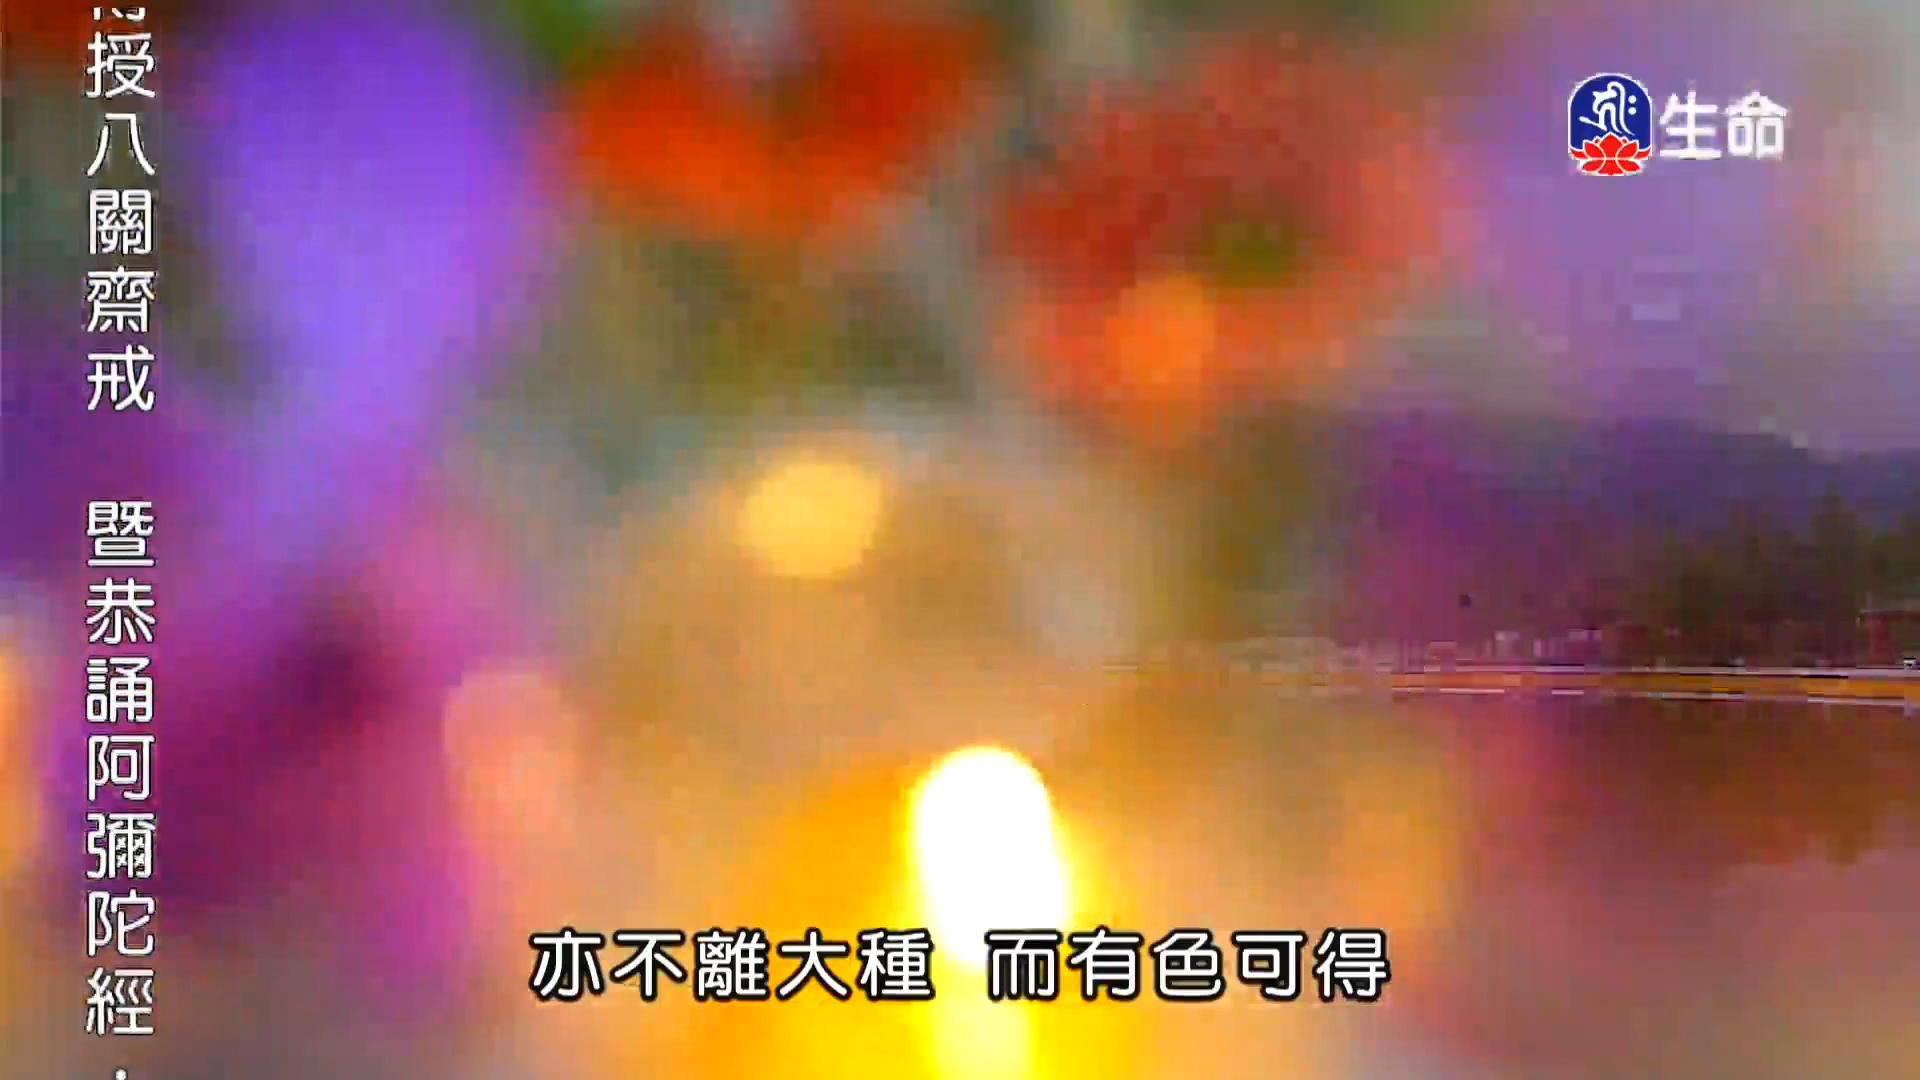 授八關齋戒 暨恭誦阿彌陀經．
生命
亦不離大種 而有色可得